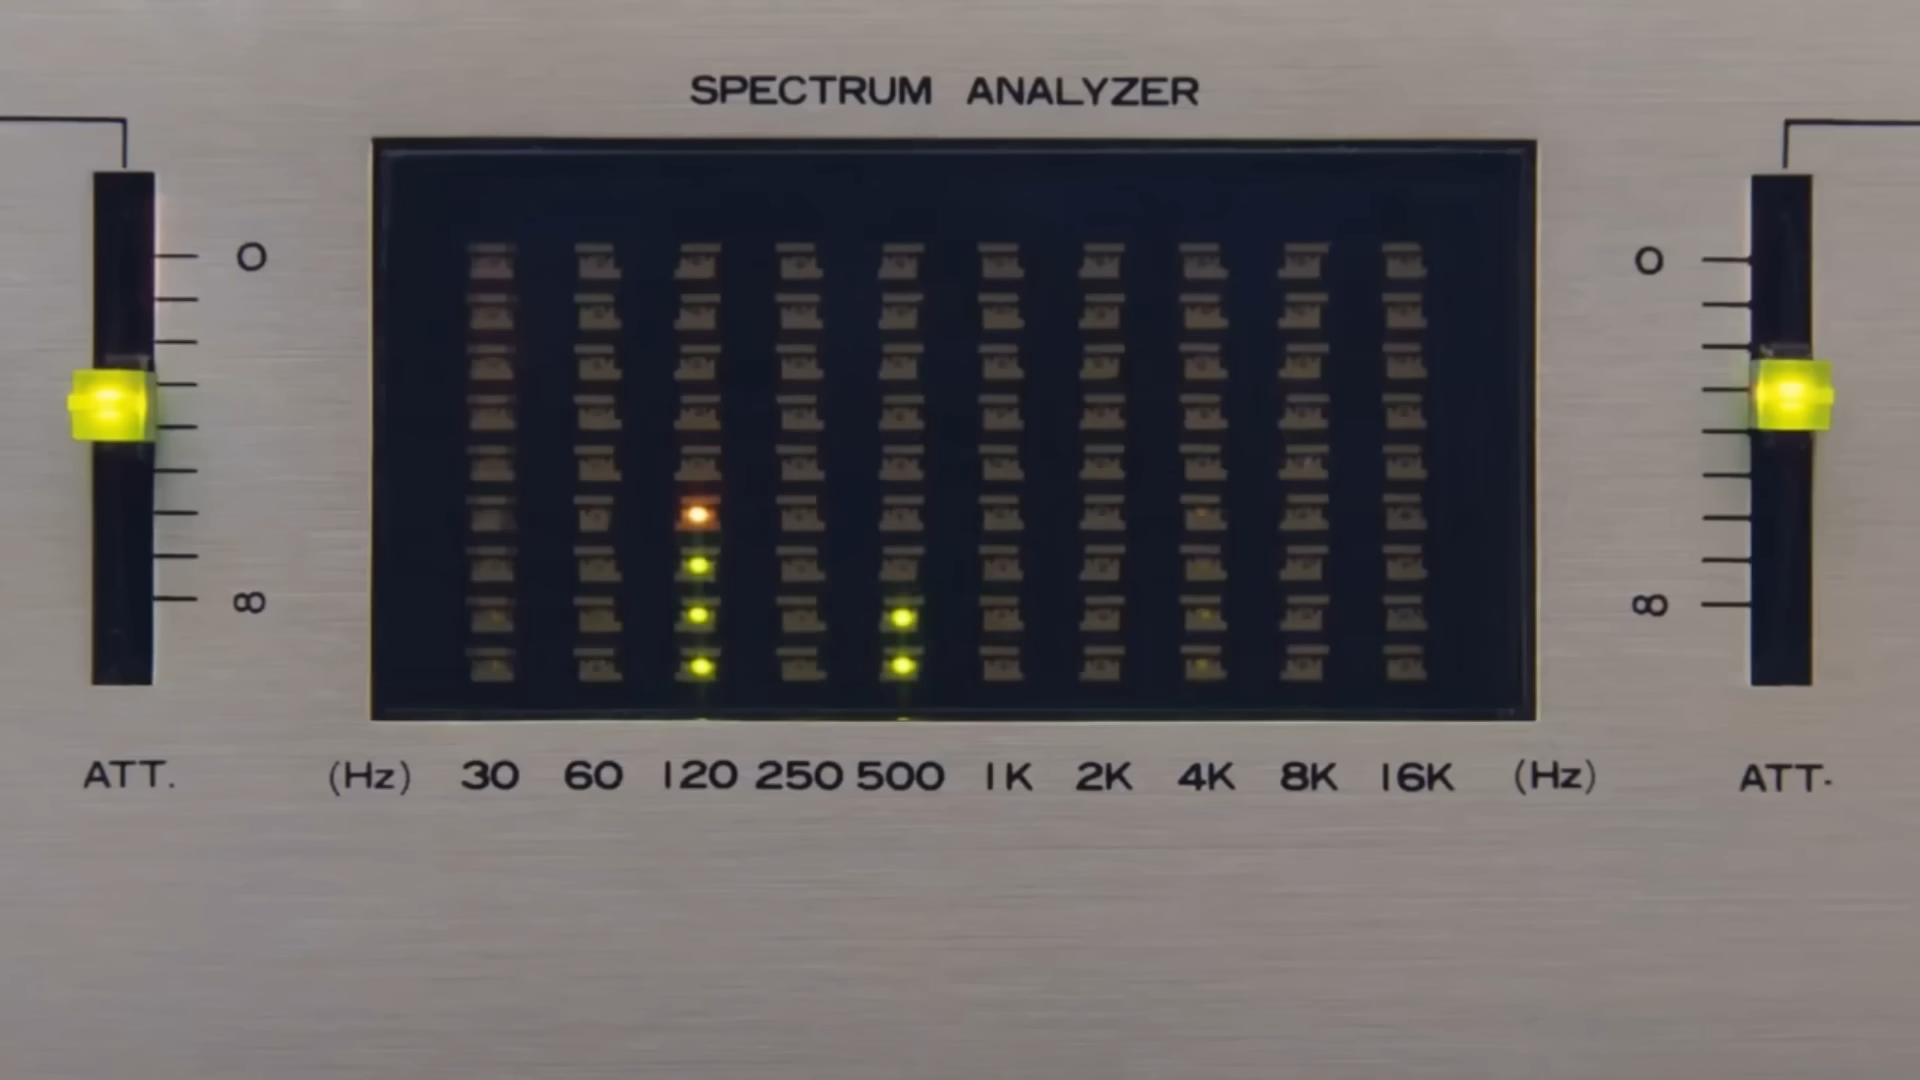 SPECTRUM ANALYZER
0 0
∞ ∞
ATT. (Hz) 30 60 120 250 500 1K 2K 4K 8K 16K (Hz) ATT.